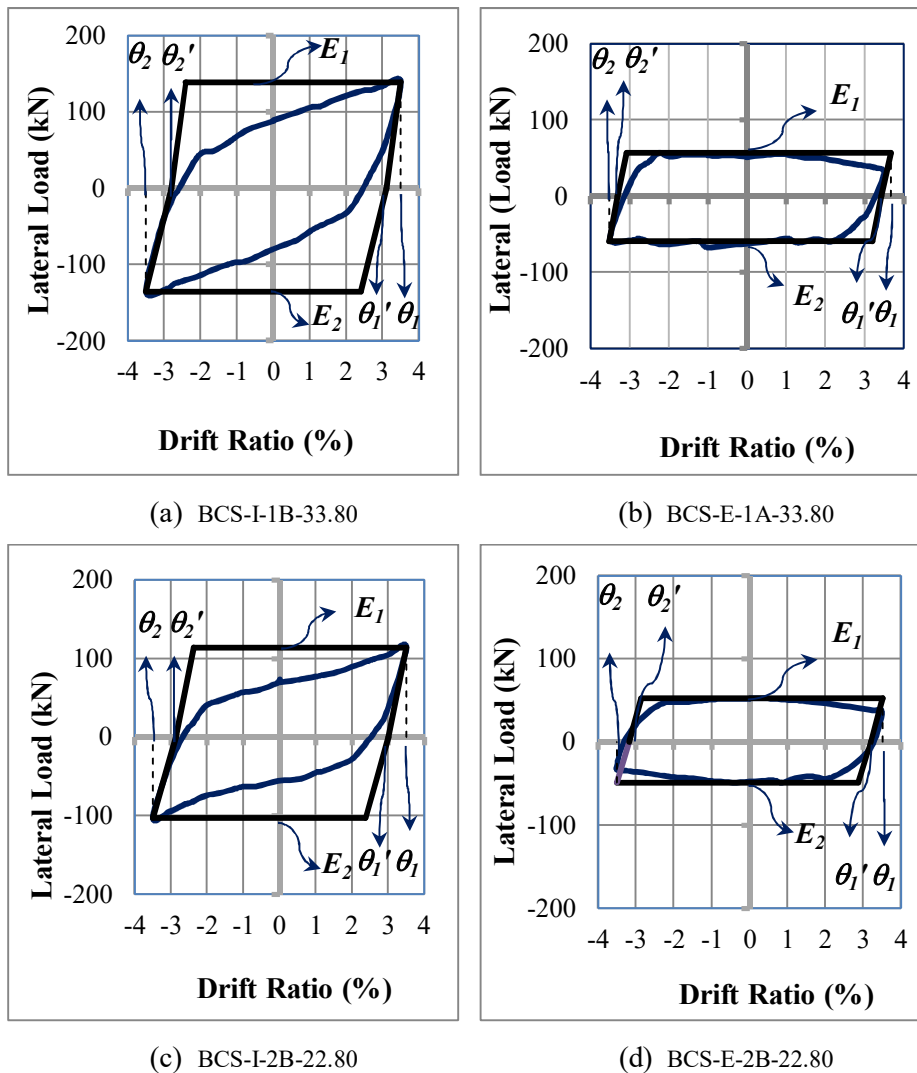 200
100
0
-100
-200
Lateral Load (kN)
θ2 θ2'
E1
E2
θ1' θ1
-4 -3 -2 -1 0 1 2 3 4
Drift Ratio (%)
(a) BCS-I-1B-33.80
200
100
0
-100
-200
Lateral (Load kN)
θ2 θ2'
E1
E2
θ1' θ1
-4 -3 -2 -1 0 1 2 3 4
Drift Ratio (%)
(b) BCS-E-1A-33.80
200
100
0
-100
-200
Lateral Load (kN)
θ2 θ2'
E1
E2
θ1' θ1
-4 -3 -2 -1 0 1 2 3 4
Drift Ratio (%)
(c) BCS-I-2B-22.80
200
100
0
-100
-200
Lateral Load (kN)
θ2 θ2'
E1
E2
θ1' θ1
-4 -3 -2 -1 0 1 2 3 4
Drift Ratio (%)
(d) BCS-E-2B-22.80